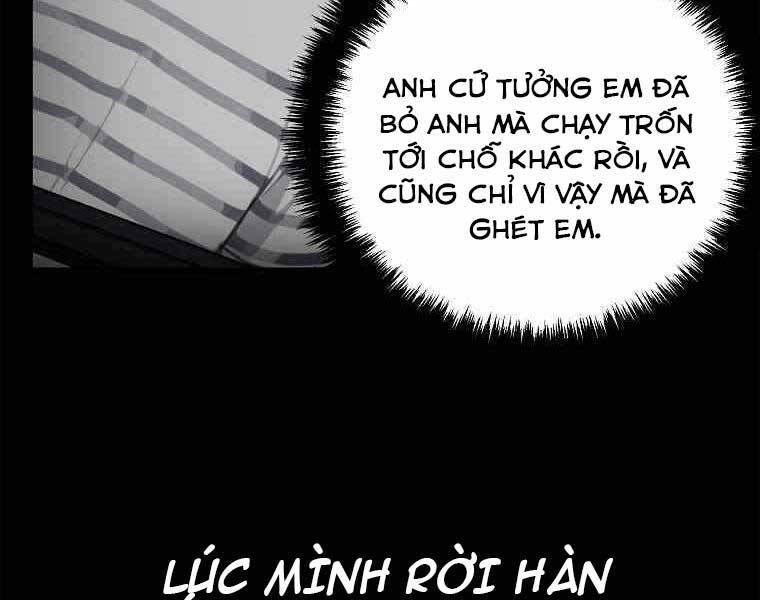 ANH CỨ TƯỞNG EM ĐÃ
BỎ ANH MÀ CHẠY TRỐN
TỚI CHỖ KHÁC RỒI, VÀ
CŨNG CHỈ VÌ VẬY MÀ ĐÃ
GHÉT EM.
LÚC MÌNH RỜI HÀN